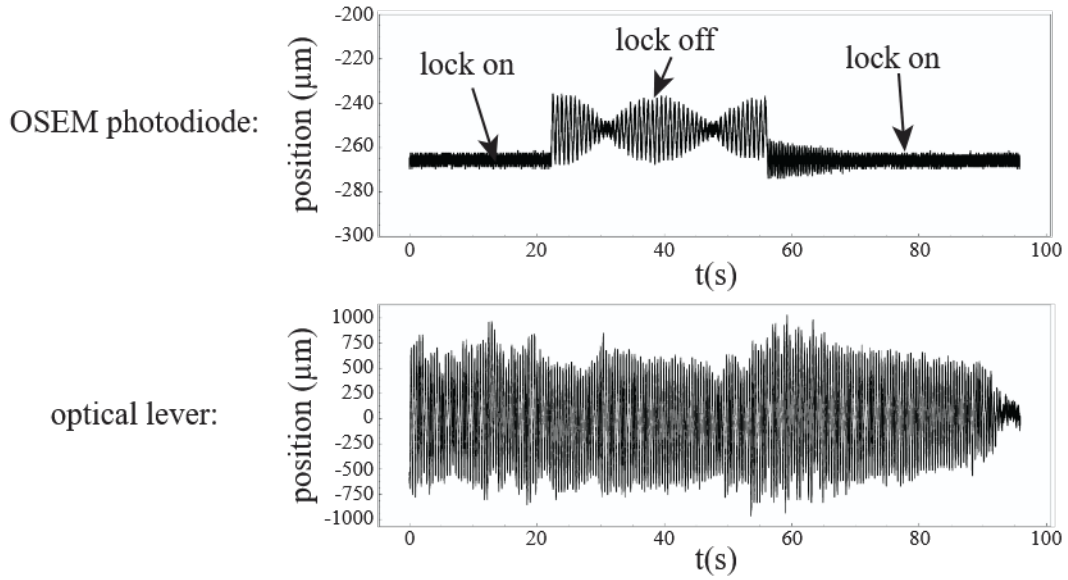 -200
-220
-240
-260
-280
-300
position (μm)
OSEM photodiode:
lock on
lock off
lock on
0 20 40 60 80 100
t(s)
1000
750
500
250
0
-250
-500
-750
-1000
position (μm)
optical lever:
0 20 40 60 80 100
t(s)